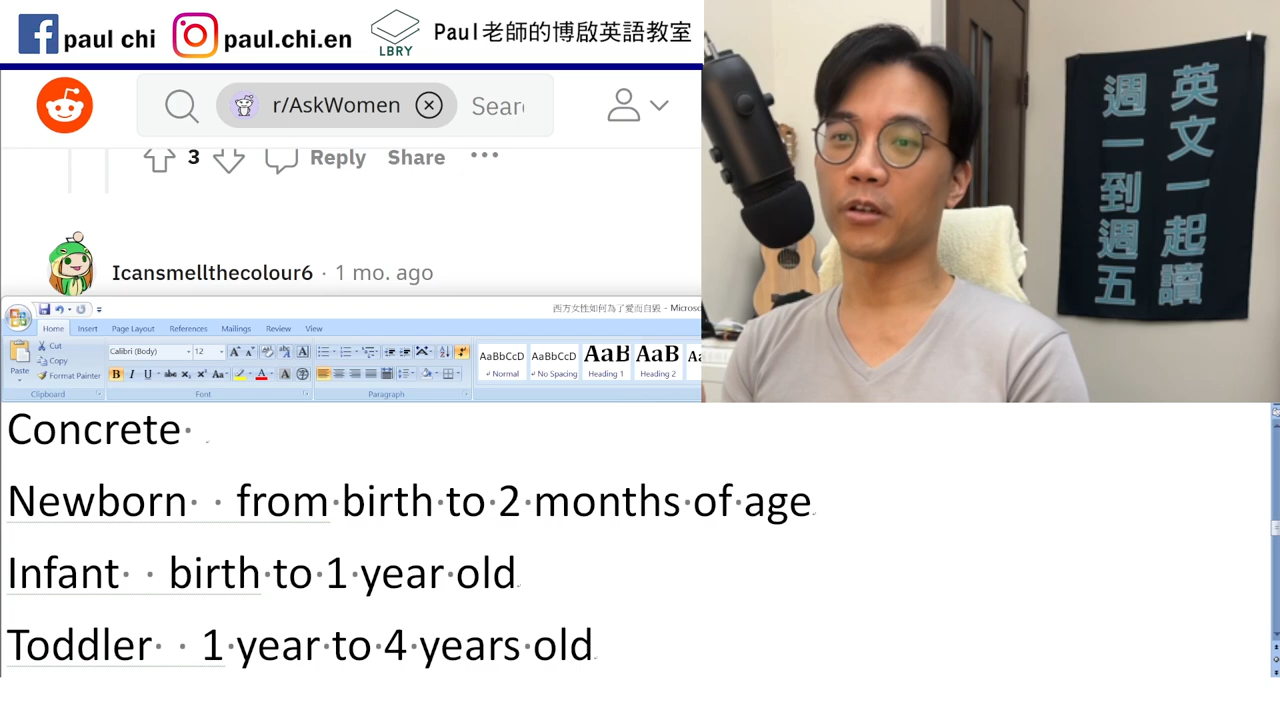 paul chi
paul.chi.en
LBRY
Paul老師的博啟英語教室
r/AskWomen
Sear
3
Reply
Share
Icansmellthecolour6 · 1 mo. ago
西方女性如何為了愛而自毀 - Microso
Home
Insert
Page Layout
References
Mailings
Review
View
Paste
Cut
Copy
Format Painter
Clipboard
Calibri (Body)
12
Font
Paragraph
AaBbCcD
Normal
AaBbCcD
No Spacing
AaB
Heading 1
AaB
Heading 2
Concrete
Newborn from birth to 2 months of age
Infant birth to 1 year old
Toddler 1 year to 4 years old
英文一起讀
週一到週五